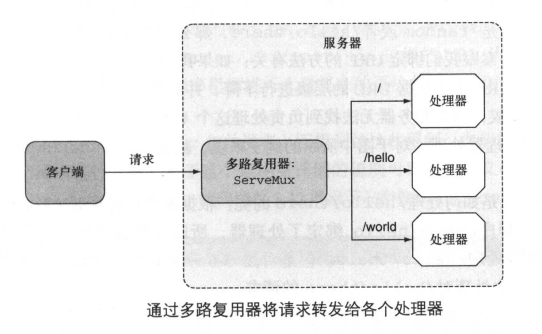 服务器
/
处理器
客户端
请求
多路复用器：
ServeMux
/hello
处理器
/world
处理器
通过多路复用器将请求转发给各个处理器